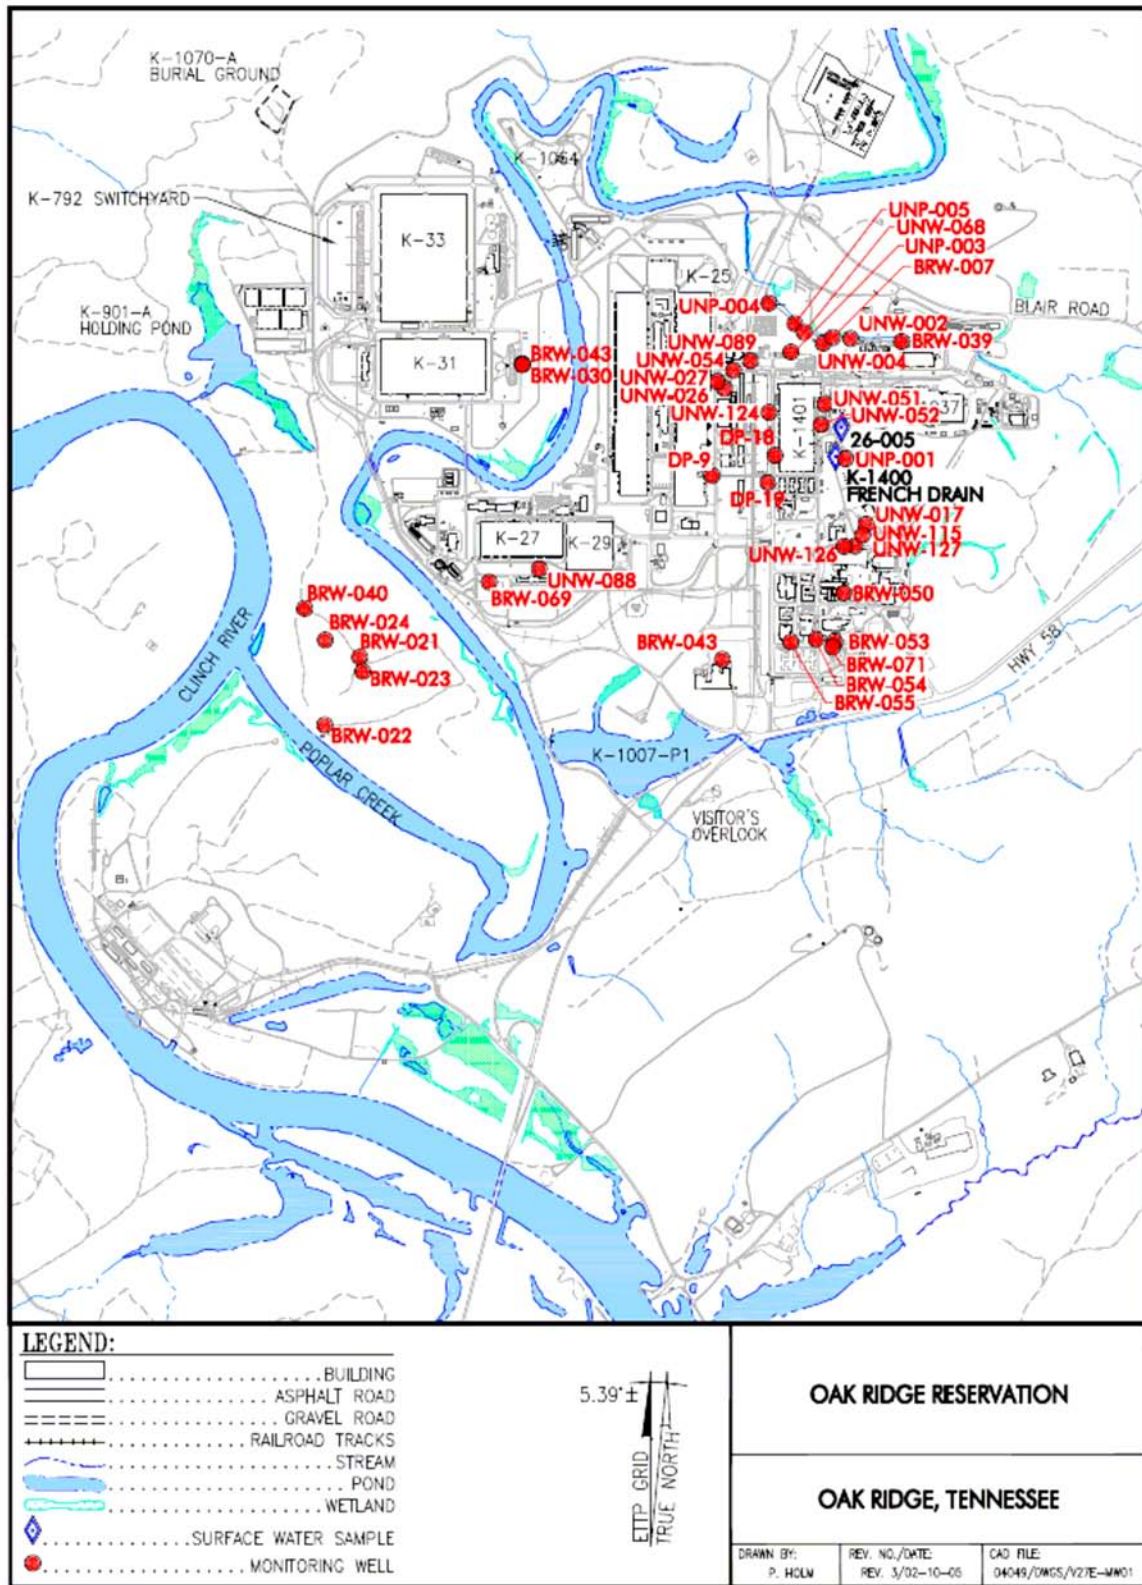 K-1070-A
BURIAL GROUND
K-1064
K-792 SWITCHYARD
K-33
UNP-005
UNW-068
UNP-003
BRW-007
K-25
K-901-A
HOLDING POND
UNP-004
BLAIR ROAD
UNW-002
BRW-039
UNW-089
K-31
BRW-043
BRW-030
UNW-054
UNW-004
UNW-027
UNW-026
UNW-051
UNW-124
K-1401
UNW-052
37
DP-18
26-005
DP-9
UNP-001
K-1400
FRENCH DRAIN
DP-19
UNW-017
UNW-115
K-27
K-29
UNW-126
UNW-127
UNW-088
BRW-069
BRW-050
BRW-040
BRW-024
BRW-021
BRW-043
BRW-053
HWY 58
BRW-023
BRW-071
BRW-054
CLINCH RIVER
BRW-055
BRW-022
K-1007-P1
POPLAR CREEK
VISITOR'S
OVERLOOK
LEGEND:
BUILDING
ASPHALT ROAD
GRAVEL ROAD
RAILROAD TRACKS
STREAM
POND
WETLAND
SURFACE WATER SAMPLE
MONITORING WELL
5.39°±
ETTP GRID
TRUE NORTH
OAK RIDGE RESERVATION
OAK RIDGE, TENNESSEE
DRAWN BY:
P. HOLM
REV. NO./DATE:
REV. 3/02-10-05
CAD FILE:
04049/DWGS/V27E-MW01